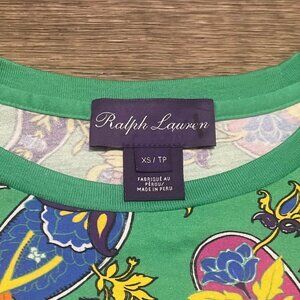 Ralph Lauren
XS / TP
FABRIQUÉ AU
PÉROU/
MADE IN PERU